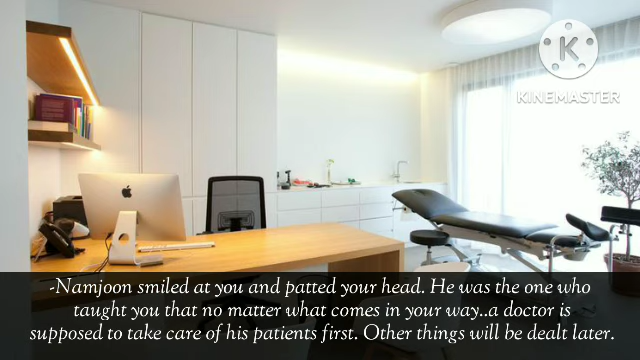 K
KINEMASTER
-Namjoon smiled at you and patted your head. He was the one who
taught you that no matter what comes in your way..a doctor is
supposed to take care of his patients first. Other things will be dealt later.